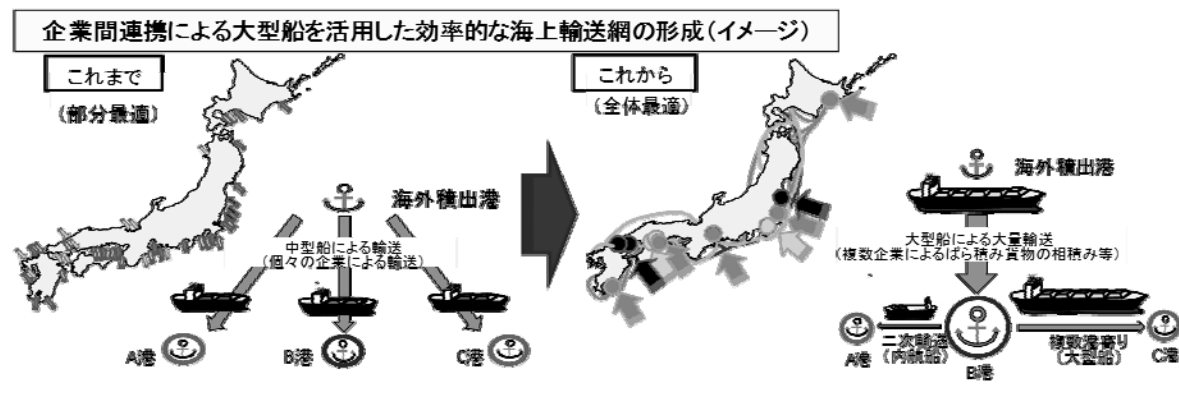 企業間連携による大型船を活用した効率的な海上輸送網の形成(イメージ)
これまで
(部分最適)
海外積出港
中型船による輸送
(個々の企業による輸送)
A港
B港
C港
これから
(全体最適)
海外積出港
大型船による大量輸送
(複数企業によるばら積み貨物の相積み等)
A港
二次輸送
(内航船)
B港
複数港寄り
(大型船)
C港